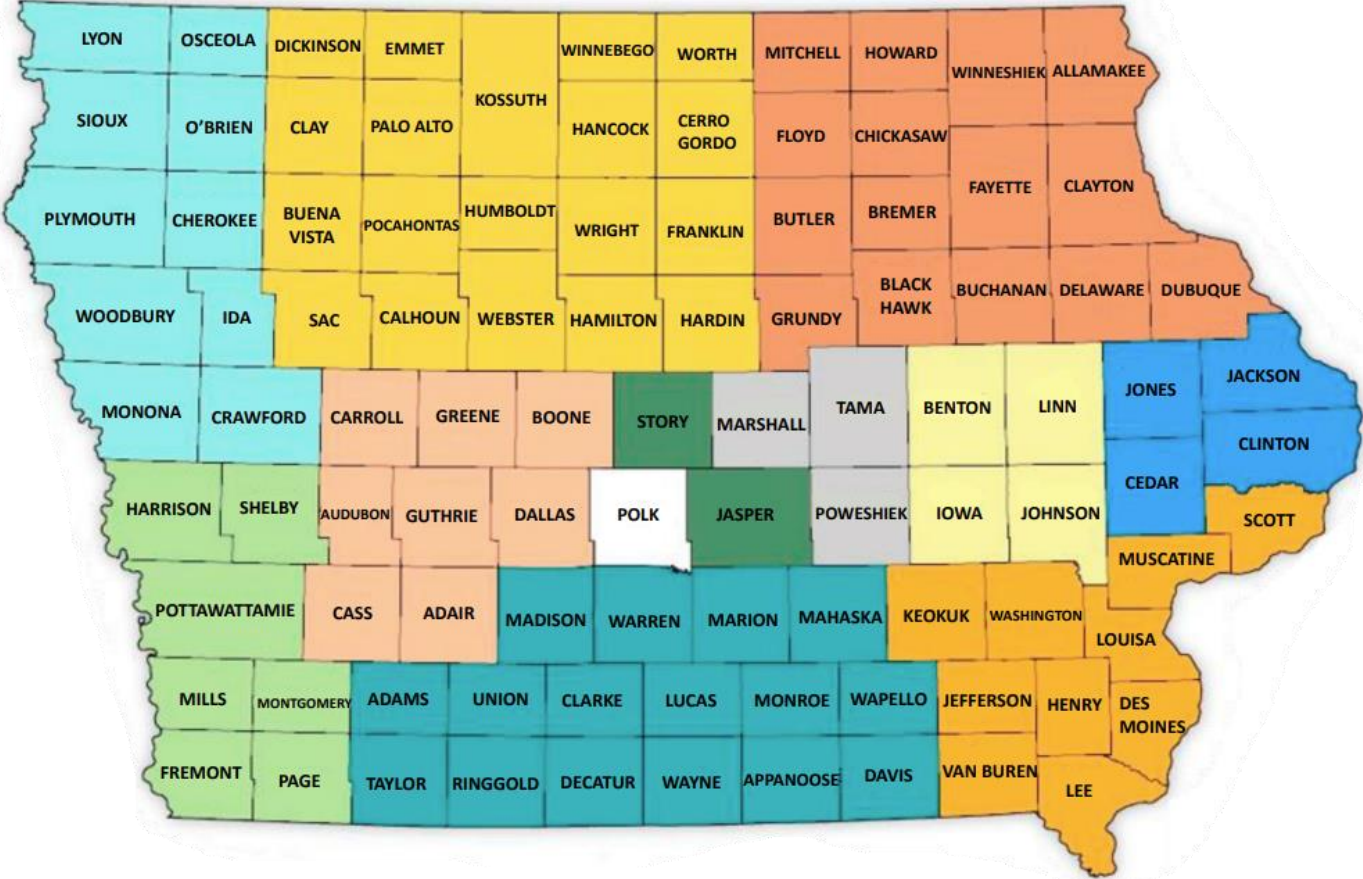 LYON
OSCEOLA
DICKINSON
EMMET
KOSSUTH
WINNEBEGO
WORTH
MITCHELL
HOWARD
WINNESHIEK
ALLAMAKEE
SIOUX
O'BRIEN
CLAY
PALO ALTO
HANCOCK
CERRO
GORDO
FLOYD
CHICKASAW
FAYETTE
CLAYTON
PLYMOUTH
CHEROKEE
BUENA
VISTA
POCAHONTAS
HUMBOLDT
WRIGHT
FRANKLIN
BUTLER
BREMER
WOODBURY
IDA
SAC
CALHOUN
WEBSTER
HAMILTON
HARDIN
GRUNDY
BLACK
HAWK
BUCHANAN
DELAWARE
DUBUQUE
MONONA
CRAWFORD
CARROLL
GREENE
BOONE
STORY
MARSHALL
TAMA
BENTON
LINN
JONES
JACKSON
CLINTON
CEDAR
HARRISON
SHELBY
AUDUBON
GUTHRIE
DALLAS
POLK
JASPER
POWESHIEK
IOWA
JOHNSON
SCOTT
MUSCATINE
POTTAWATTAMIE
CASS
ADAIR
MADISON
WARREN
MARION
MAHASKA
KEOKUK
WASHINGTON
LOUISA
MILLS
MONTGOMERY
ADAMS
UNION
CLARKE
LUCAS
MONROE
WAPELLO
JEFFERSON
HENRY
DES
MOINES
FREMONT
PAGE
TAYLOR
RINGGOLD
DECATUR
WAYNE
APPANOOSE
DAVIS
VAN BUREN
LEE